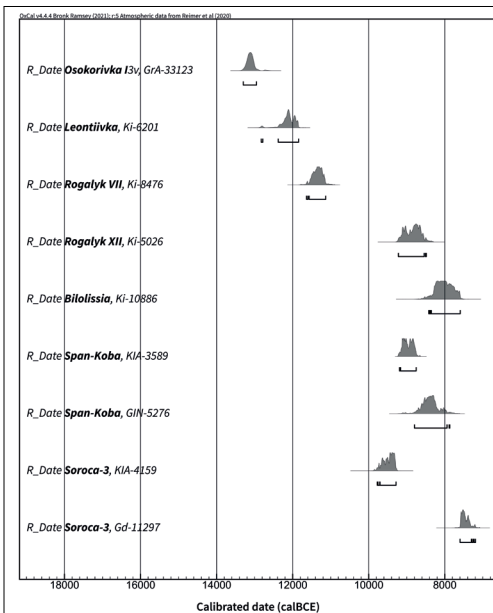 OxCal v4.4.4 Bronk Ramsey (2021); r:5 Atmospheric data from Reimer et al (2020)
R_Date Osokorivka I3v, GrA-33123
R_Date Leontiivka, Ki-6201
R_Date Rogalyk VII, Ki-8476
R_Date Rogalyk XII, Ki-5026
R_Date Bilolissia, Ki-10886
R_Date Span-Koba, KIA-3589
R_Date Span-Koba, GIN-5276
R_Date Soroca-3, KIA-4159
R_Date Soroca-3, Gd-11297
18000 16000 14000 12000 10000 8000
Calibrated date (calBCE)